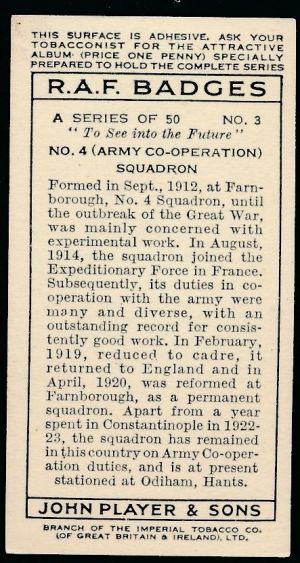 THIS SURFACE IS ADHESIVE. ASK YOUR
TOBACCONIST FOR THE ATTRACTIVE
ALBUM (PRICE ONE PENNY) SPECIALLY
PREPARED TO HOLD THE COMPLETE SERIES
R.A.F. BADGES
A SERIES OF 50 NO. 3
"To See into the Future"
NO. 4 (ARMY CO-OPERATION)
SQUADRON
Formed in Sept., 1912, at Farn-
borough, No. 4 Squadron, until
the outbreak of the Great War,
was mainly concerned with
experimental work. In August,
1914, the squadron joined the
Expeditionary Force in France.
Subsequently, its duties in co-
operation with the army were
many and diverse, with an
outstanding record for consis-
tently good work. In February,
1919, reduced to cadre, it
returned to England and in
April, 1920, was reformed at
Farnborough, as a permanent
squadron. Apart from a year
spent in Constantinople in 1922-
23, the squadron has remained
in this country on Army Co-oper-
ation duties, and is at present
stationed at Odiham, Hants.
JOHN PLAYER & SONS
BRANCH OF THE IMPERIAL TOBACCO CO.
(OF GREAT BRITAIN & IRELAND), LTD.